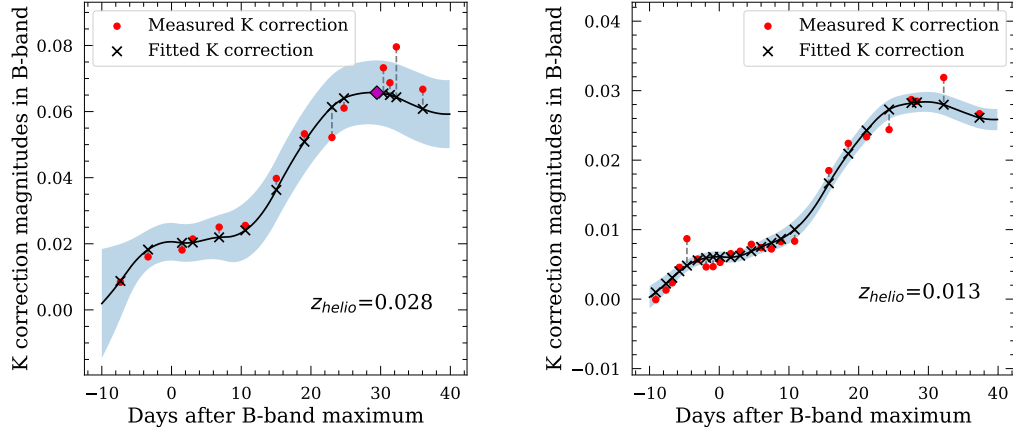 K correction magnitudes in B-band
0.08
0.06
0.04
0.02
0.00
Measured K correction
Fitted K correction
z_helio=0.028
−10 0 10 20 30 40
Days after B-band maximum
K correction magnitudes in B-band
0.04
0.03
0.02
0.01
0.00
−0.01
Measured K correction
Fitted K correction
z_helio=0.013
−10 0 10 20 30 40
Days after B-band maximum